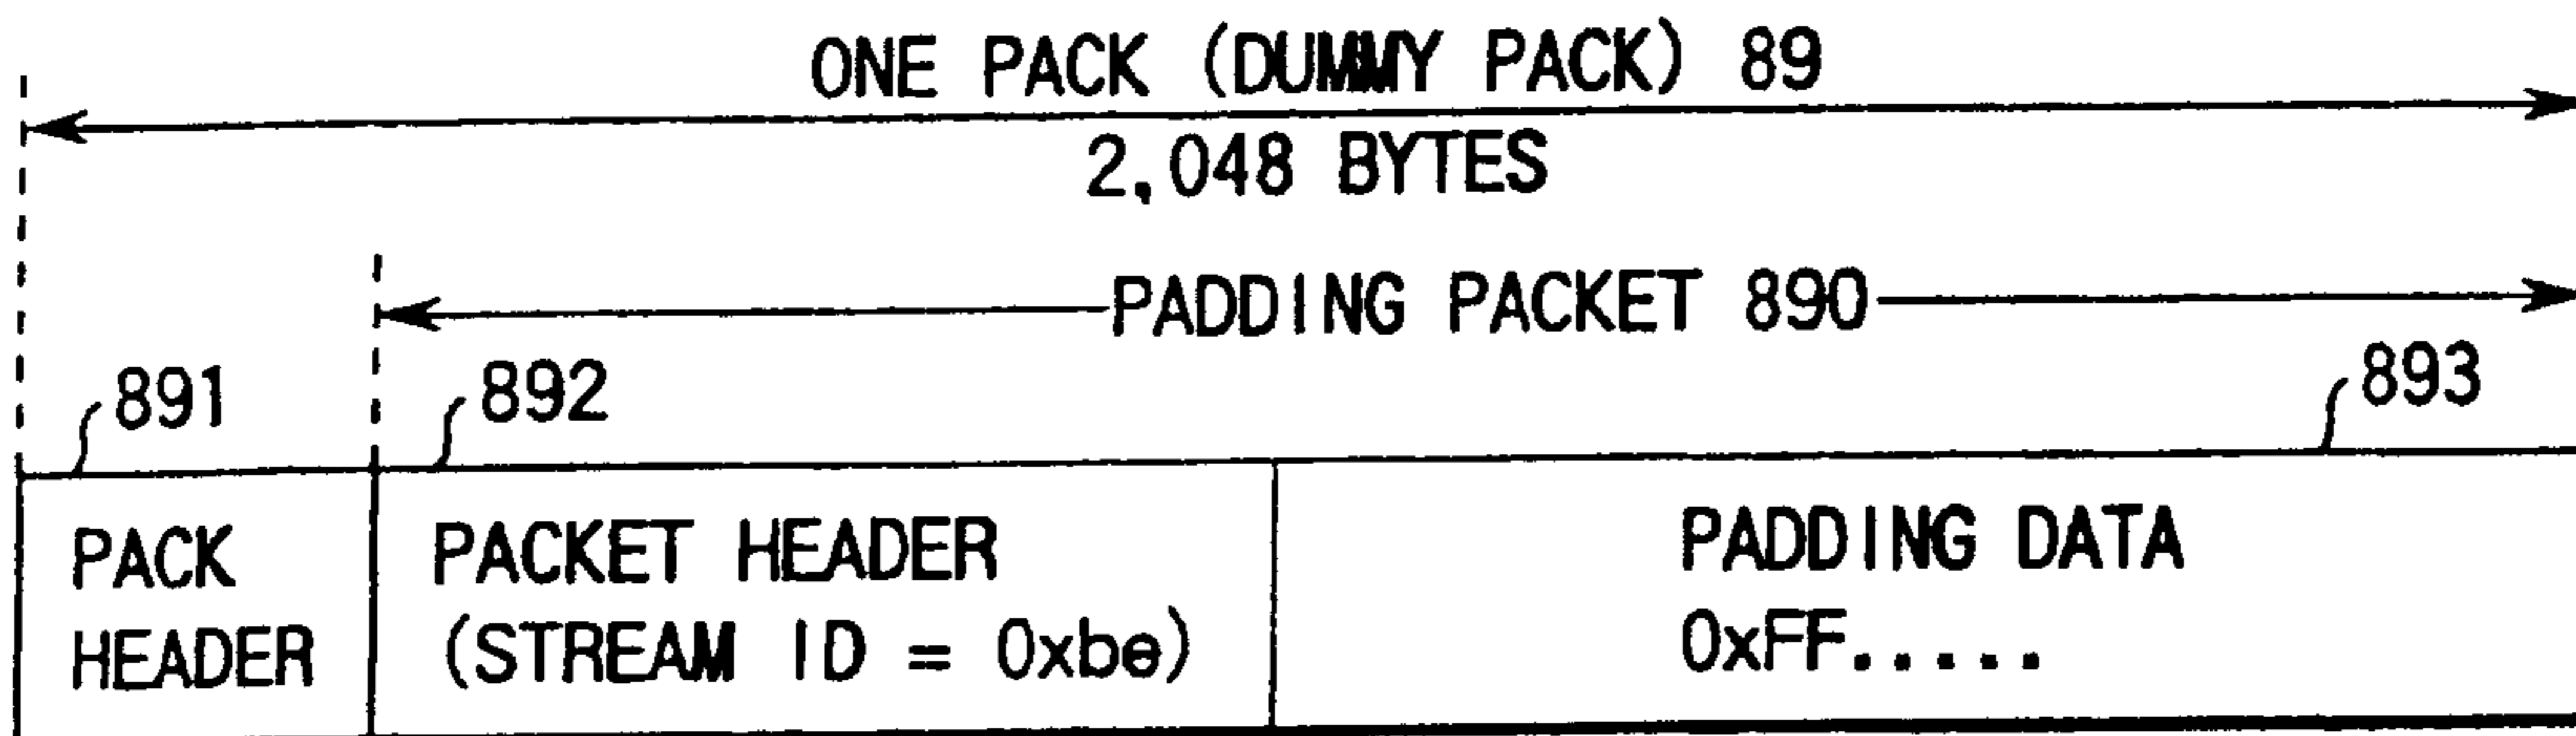 ONE PACK (DUMMY PACK) 89
2,048 BYTES
PADDING PACKET 890
891
892
893
PACK
HEADER
PACKET HEADER
(STREAM ID = 0xbe)
PADDING DATA
0xFF.....